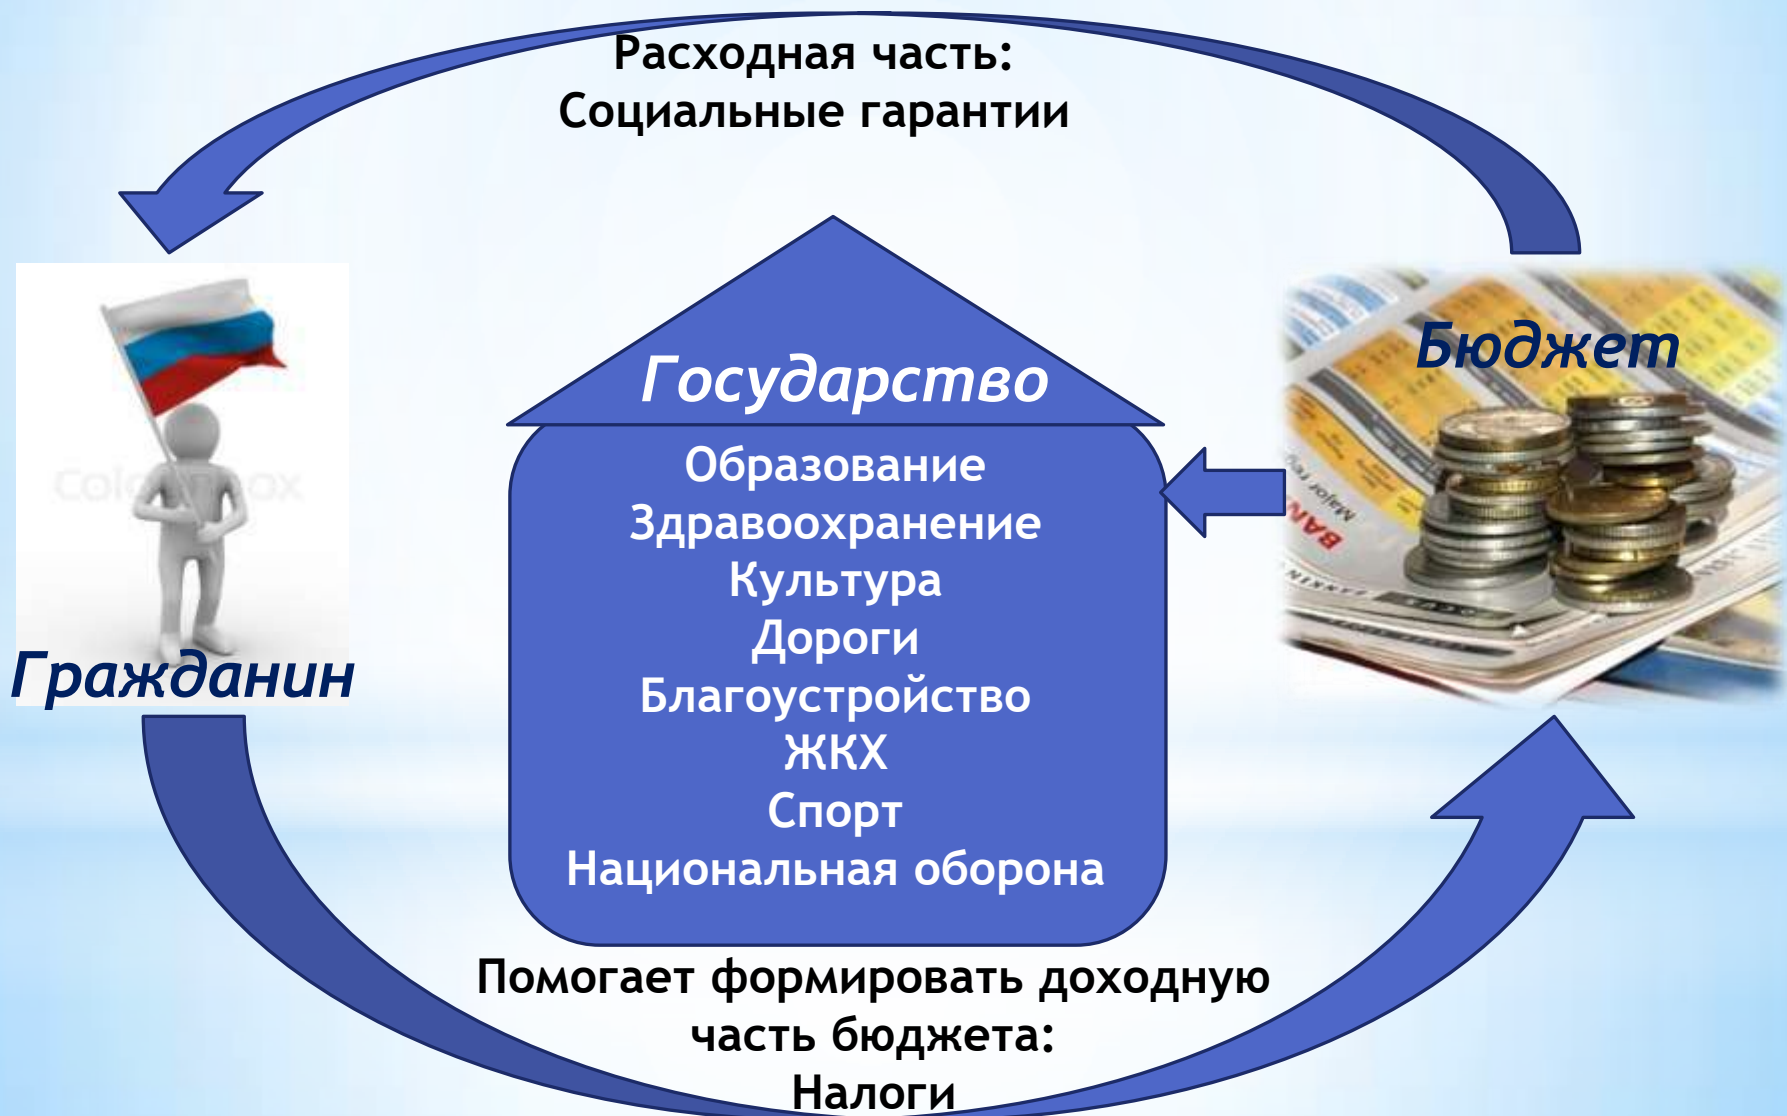 Расходная часть:
Социальные гарантии
Государство
Бюджет
Образование
Здравоохранение
Культура
Дороги
Благоустройство
ЖКХ
Спорт
Национальная оборона
Гражданин
Помогает формировать доходную
часть бюджета:
Налоги